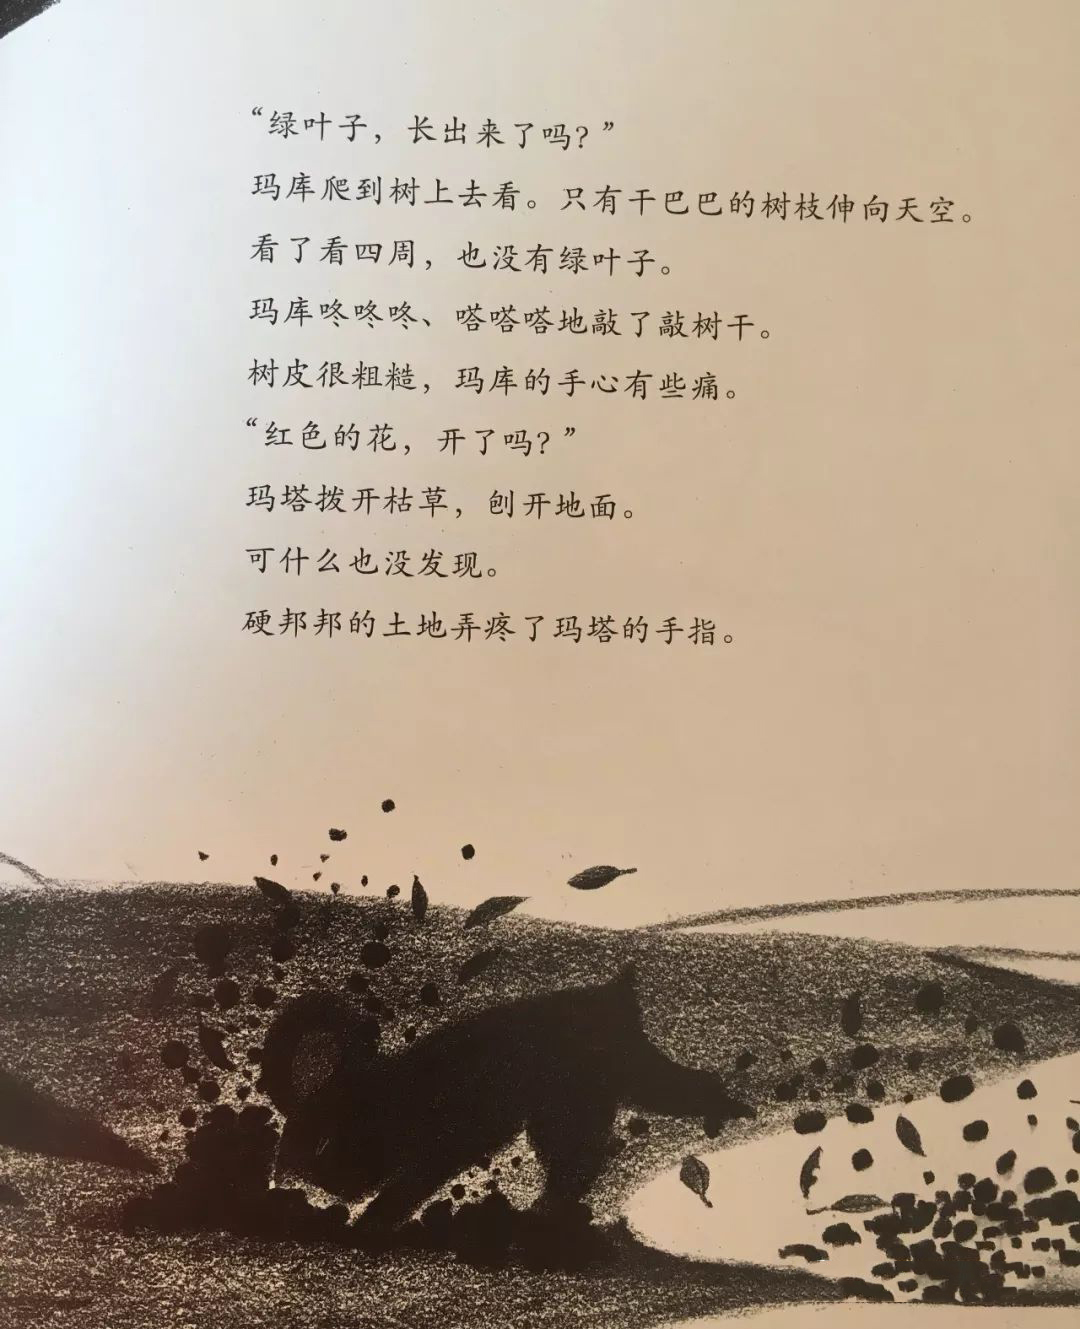 “绿叶子，长出来了吗？”
玛库爬到树上去看。只有干巴巴的树枝伸向天空。
看了看四周，也没有绿叶子。
玛库咚咚咚、嗒嗒嗒地敲了敲树干。
树皮很粗糙，玛库的手心有些痛。
“红色的花，开了吗？”
玛塔拨开枯草，刨开地面。
可什么也没发现。
硬邦邦的土地弄疼了玛塔的手指。